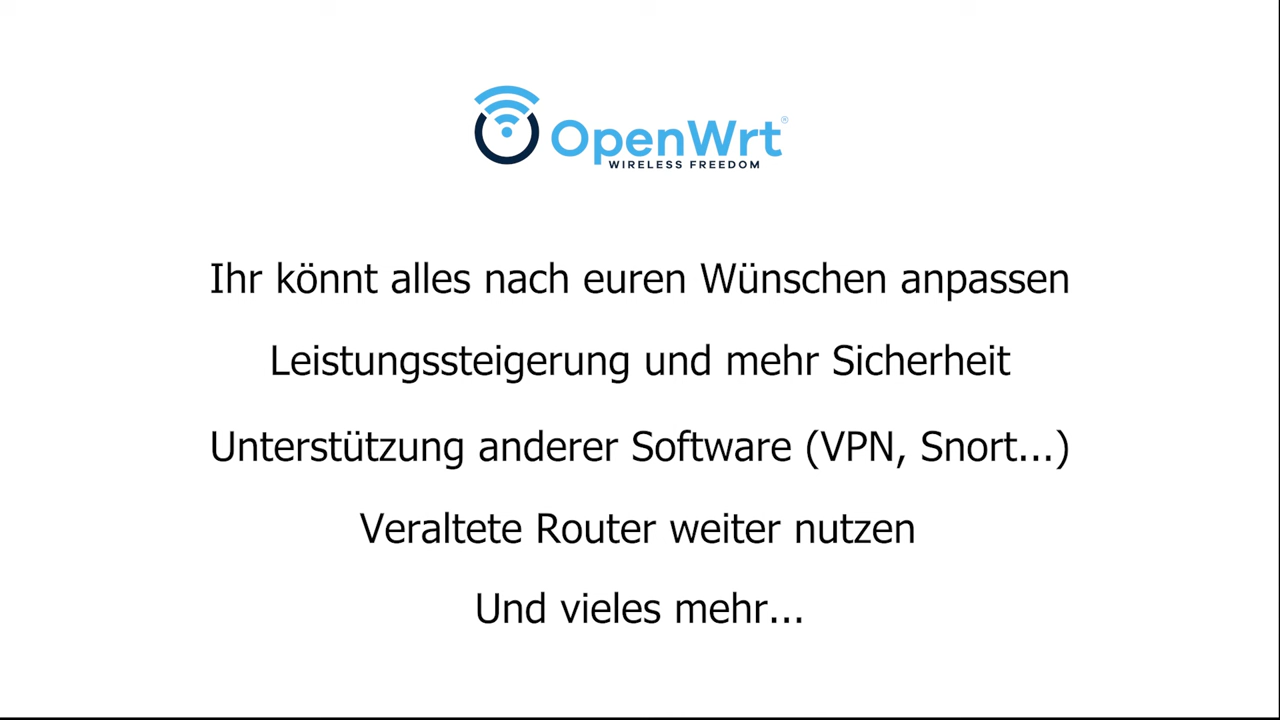 OpenWrt®
WIRELESS FREEDOM
Ihr könnt alles nach euren Wünschen anpassen
Leistungssteigerung und mehr Sicherheit
Unterstützung anderer Software (VPN, Snort...)
Veraltete Router weiter nutzen
Und vieles mehr...